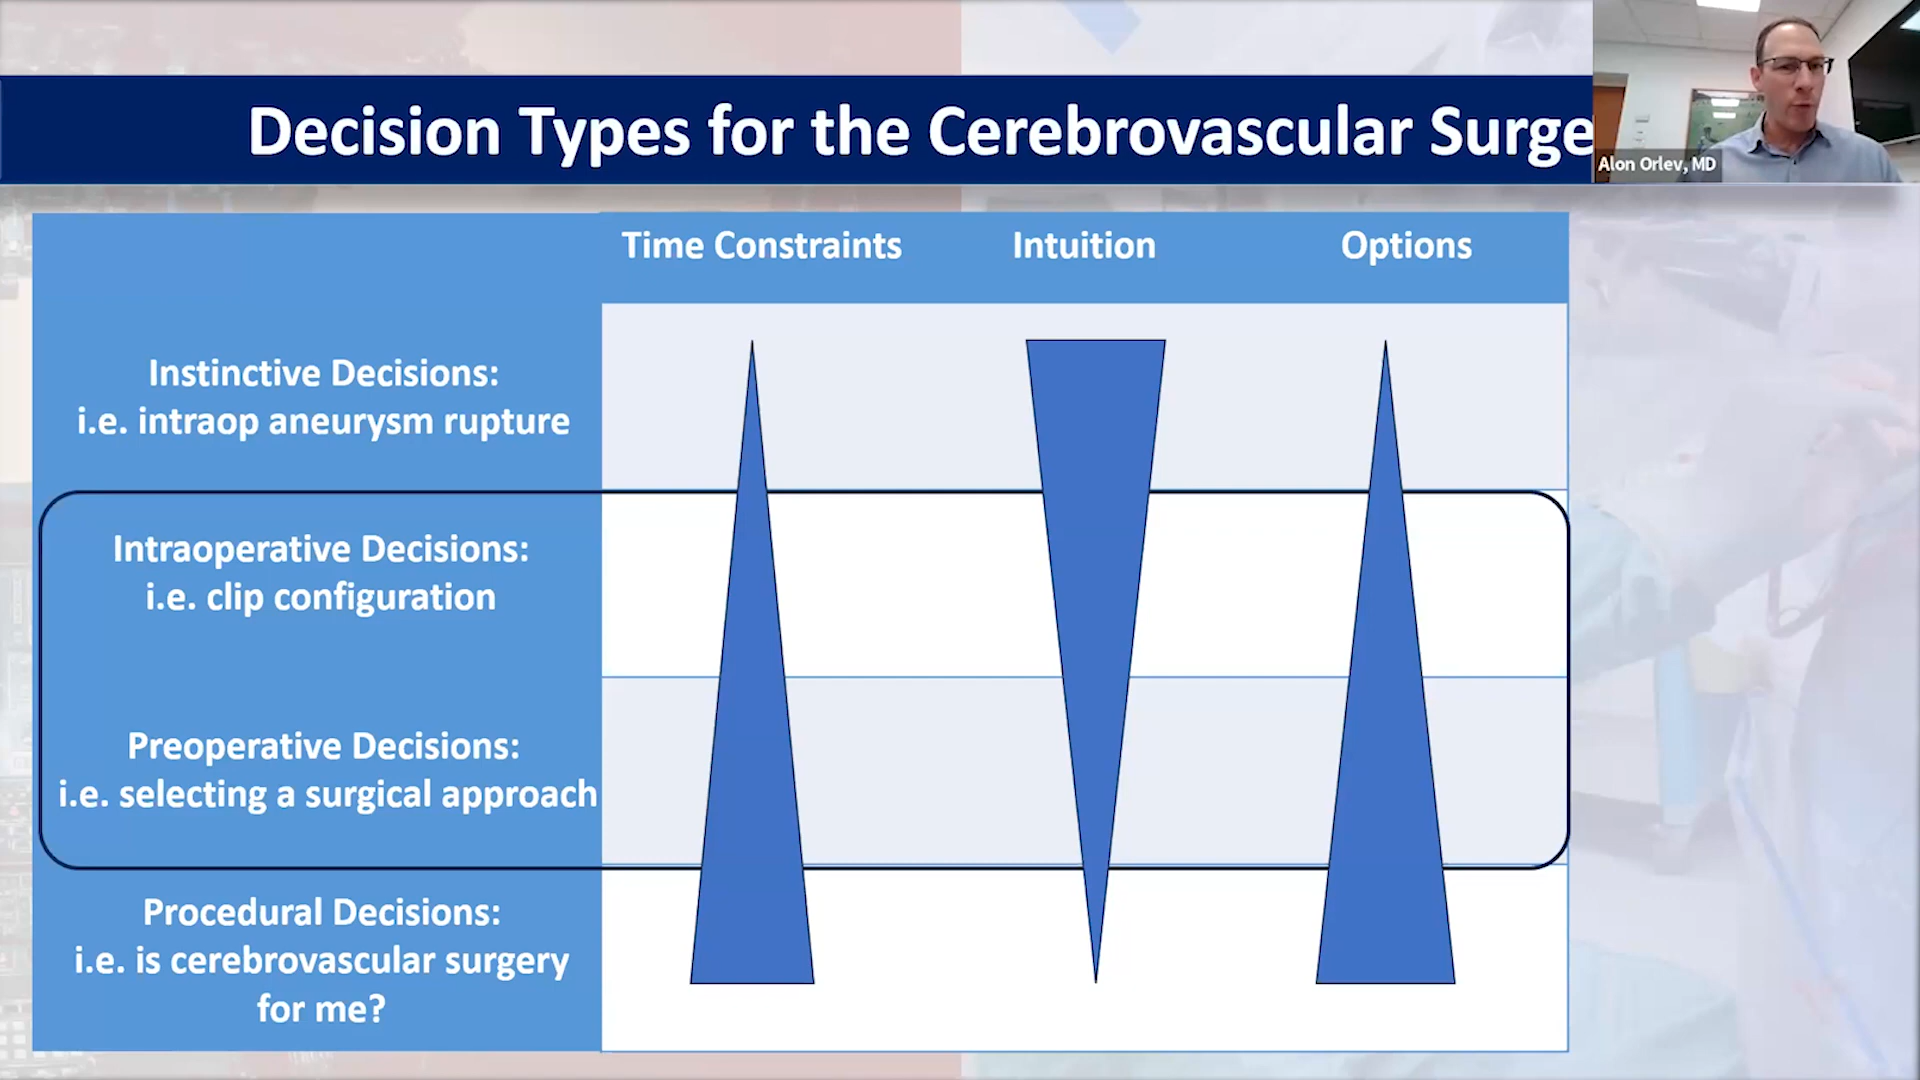 Decision Types for the Cerebrovascular Surge
Alon Orlev, MD
Time Constraints Intuition Options
Instinctive Decisions:
i.e. intraop aneurysm rupture
Intraoperative Decisions:
i.e. clip configuration
Preoperative Decisions:
i.e. selecting a surgical approach
Procedural Decisions:
i.e. is cerebrovascular surgery
for me?